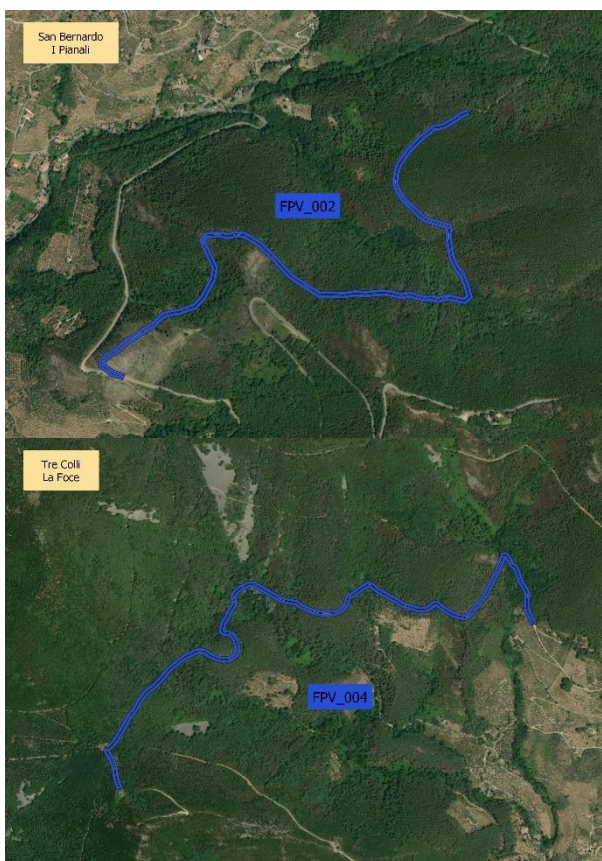 San Bernardo
I Pianali
FPV_002
Tre Colli
La Foce
FPV_004